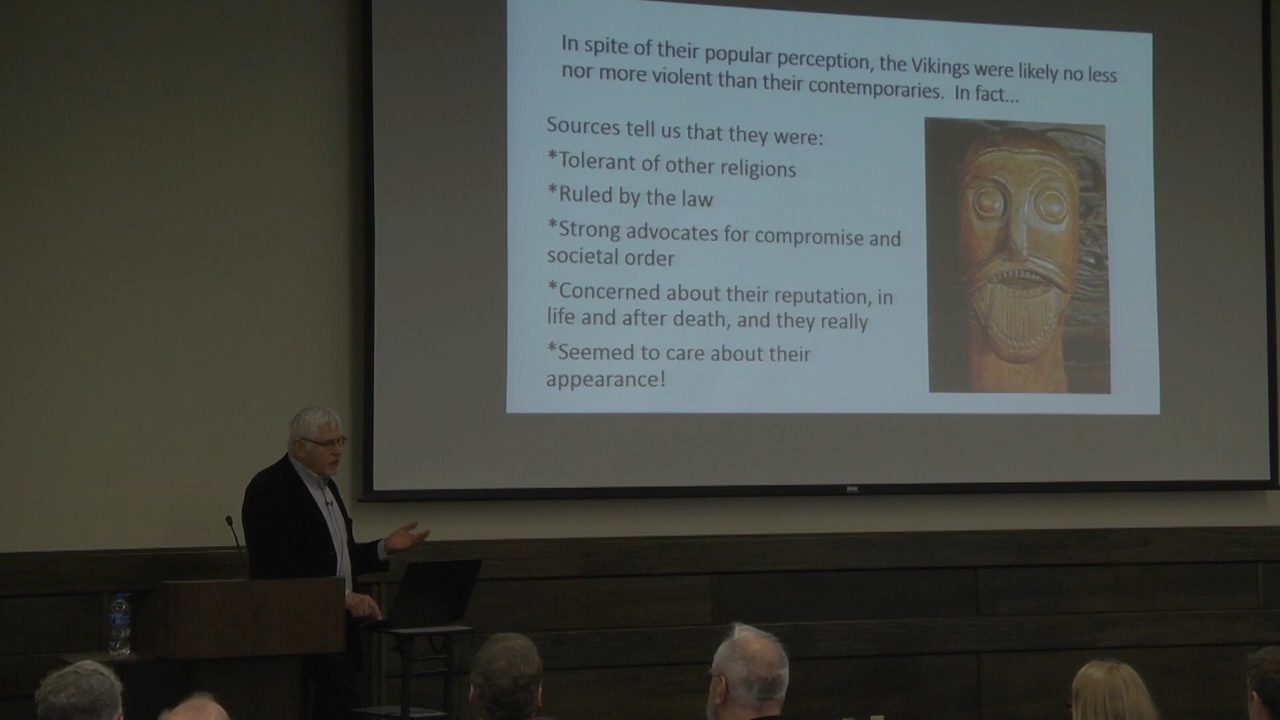 In spite of their popular perception, the Vikings were likely no less
nor more violent than their contemporaries.  In fact...
Sources tell us that they were:
*Tolerant of other religions
*Ruled by the law
*Strong advocates for compromise and
societal order
*Concerned about their reputation, in
life and after death, and they really
*Seemed to care about their
appearance!